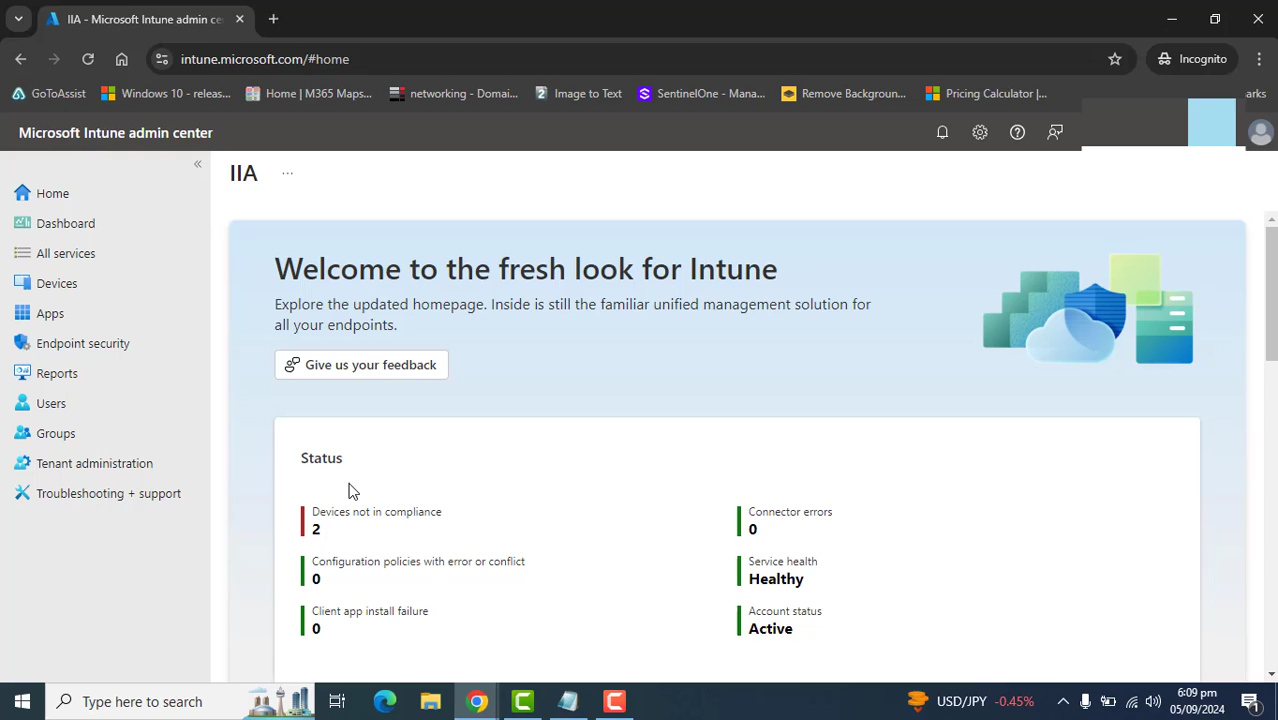 IIA - Microsoft Intune admin ce
intune.microsoft.com/#home
Incognito
GoToAssist
Windows 10 - releas...
Home | M365 Maps...
networking - Domai...
Image to Text
SentinelOne - Mana...
Remove Backgroun...
Pricing Calculator |...
arks
Microsoft Intune admin center
Home
Dashboard
All services
Devices
Apps
Endpoint security
Reports
Users
Groups
Tenant administration
Troubleshooting + support
IIA
...
Welcome to the fresh look for Intune
Explore the updated homepage. Inside is still the familiar unified management solution for
all your endpoints.
Give us your feedback
Status
Devices not in compliance
2
Configuration policies with error or conflict
0
Client app install failure
0
Connector errors
0
Service health
Healthy
Account status
Active
Type here to search
USD/JPY -0.45%
6:09 pm
05/09/2024
1